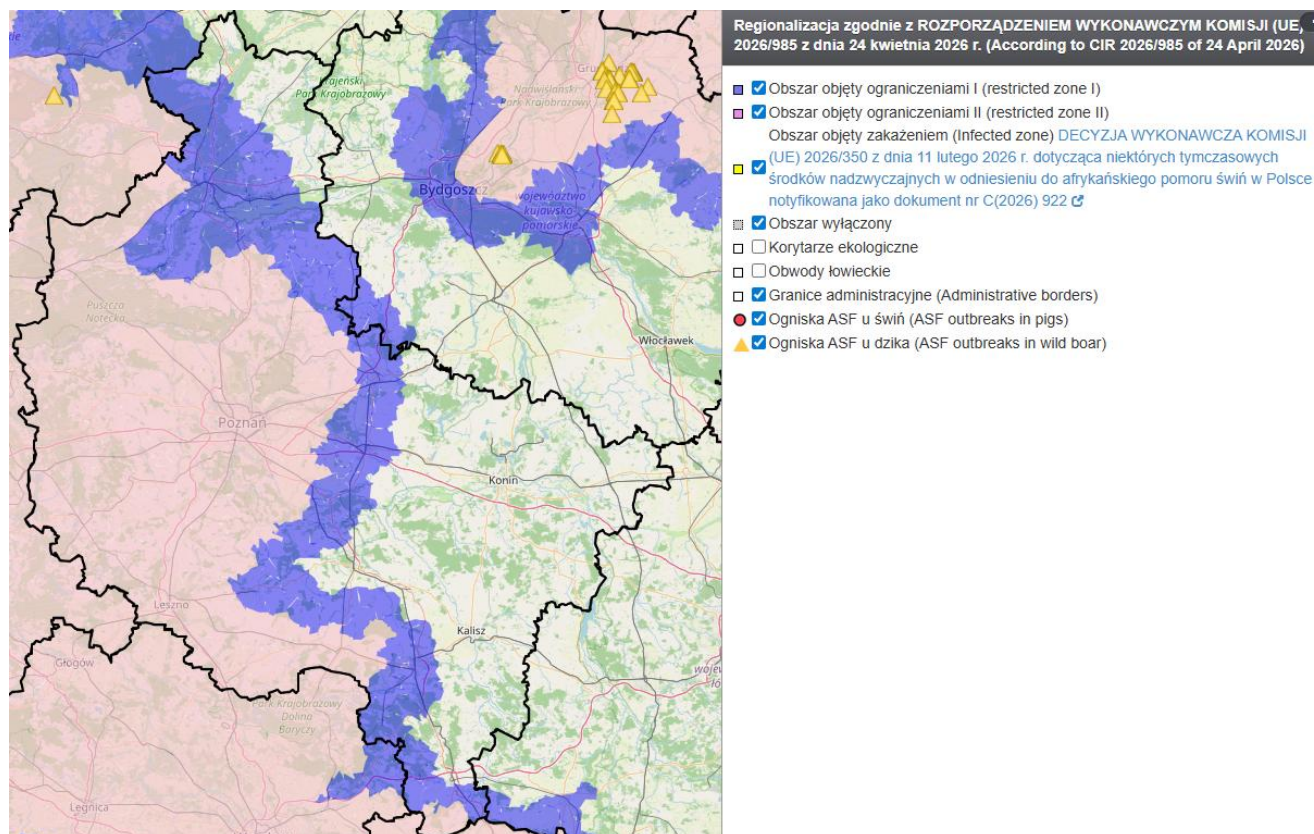 Grudz
Krajeński
Park Krajobrazowy
Nadwiślański
Park Krajobrazowy
Bydgoszcz
województwo
kujawsko-
pomorskie
Puszcza
Notecka
Włocławek
Poznań
Konin
Leszno
Kalisz
Głogów
Park Krajobrazowy
Dolina
Baryczy
Legnica
Regionalizacja zgodnie z ROZPORZĄDZENIEM WYKONAWCZYM KOMISJI (UE,
2026/985 z dnia 24 kwietnia 2026 r. (According to CIR 2026/985 of 24 April 2026)
Obszar objęty ograniczeniami I (restricted zone I)
Obszar objęty ograniczeniami II (restricted zone II)
Obszar objęty zakażeniem (Infected zone) DECYZJA WYKONAWCZA KOMISJI
(UE) 2026/350 z dnia 11 lutego 2026 r. dotycząca niektórych tymczasowych
środków nadzwyczajnych w odniesieniu do afrykańskiego pomoru świń w Polsce
notyfikowana jako dokument nr C(2026) 922
Obszar wyłączony
Korytarze ekologiczne
Obwody łowieckie
Granice administracyjne (Administrative borders)
Ogniska ASF u świń (ASF outbreaks in pigs)
Ogniska ASF u dzika (ASF outbreaks in wild boar)